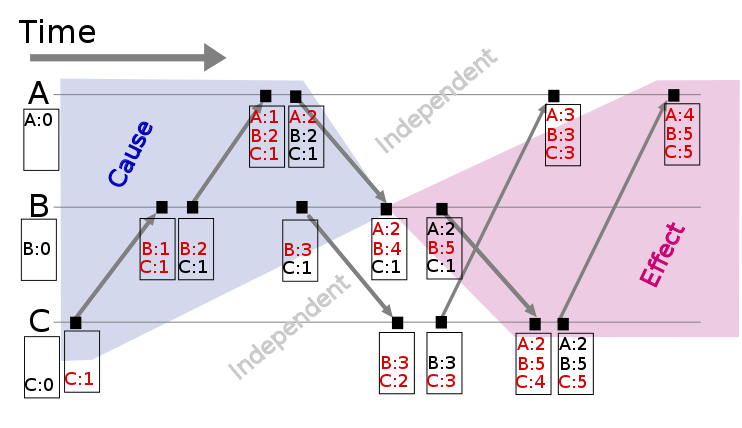 Time
A
A:0
A:1
B:2
C:1
A:2
B:2
C:1
Independent
A:3
B:3
C:3
A:4
B:5
C:5
Cause
B
B:0
B:1
C:1
B:2
C:1
B:3
C:1
A:2
B:4
C:1
A:2
B:5
C:1
Effect
C
C:0
C:1
Independent
B:3
C:2
B:3
C:3
A:2
B:5
C:4
A:2
B:5
C:5